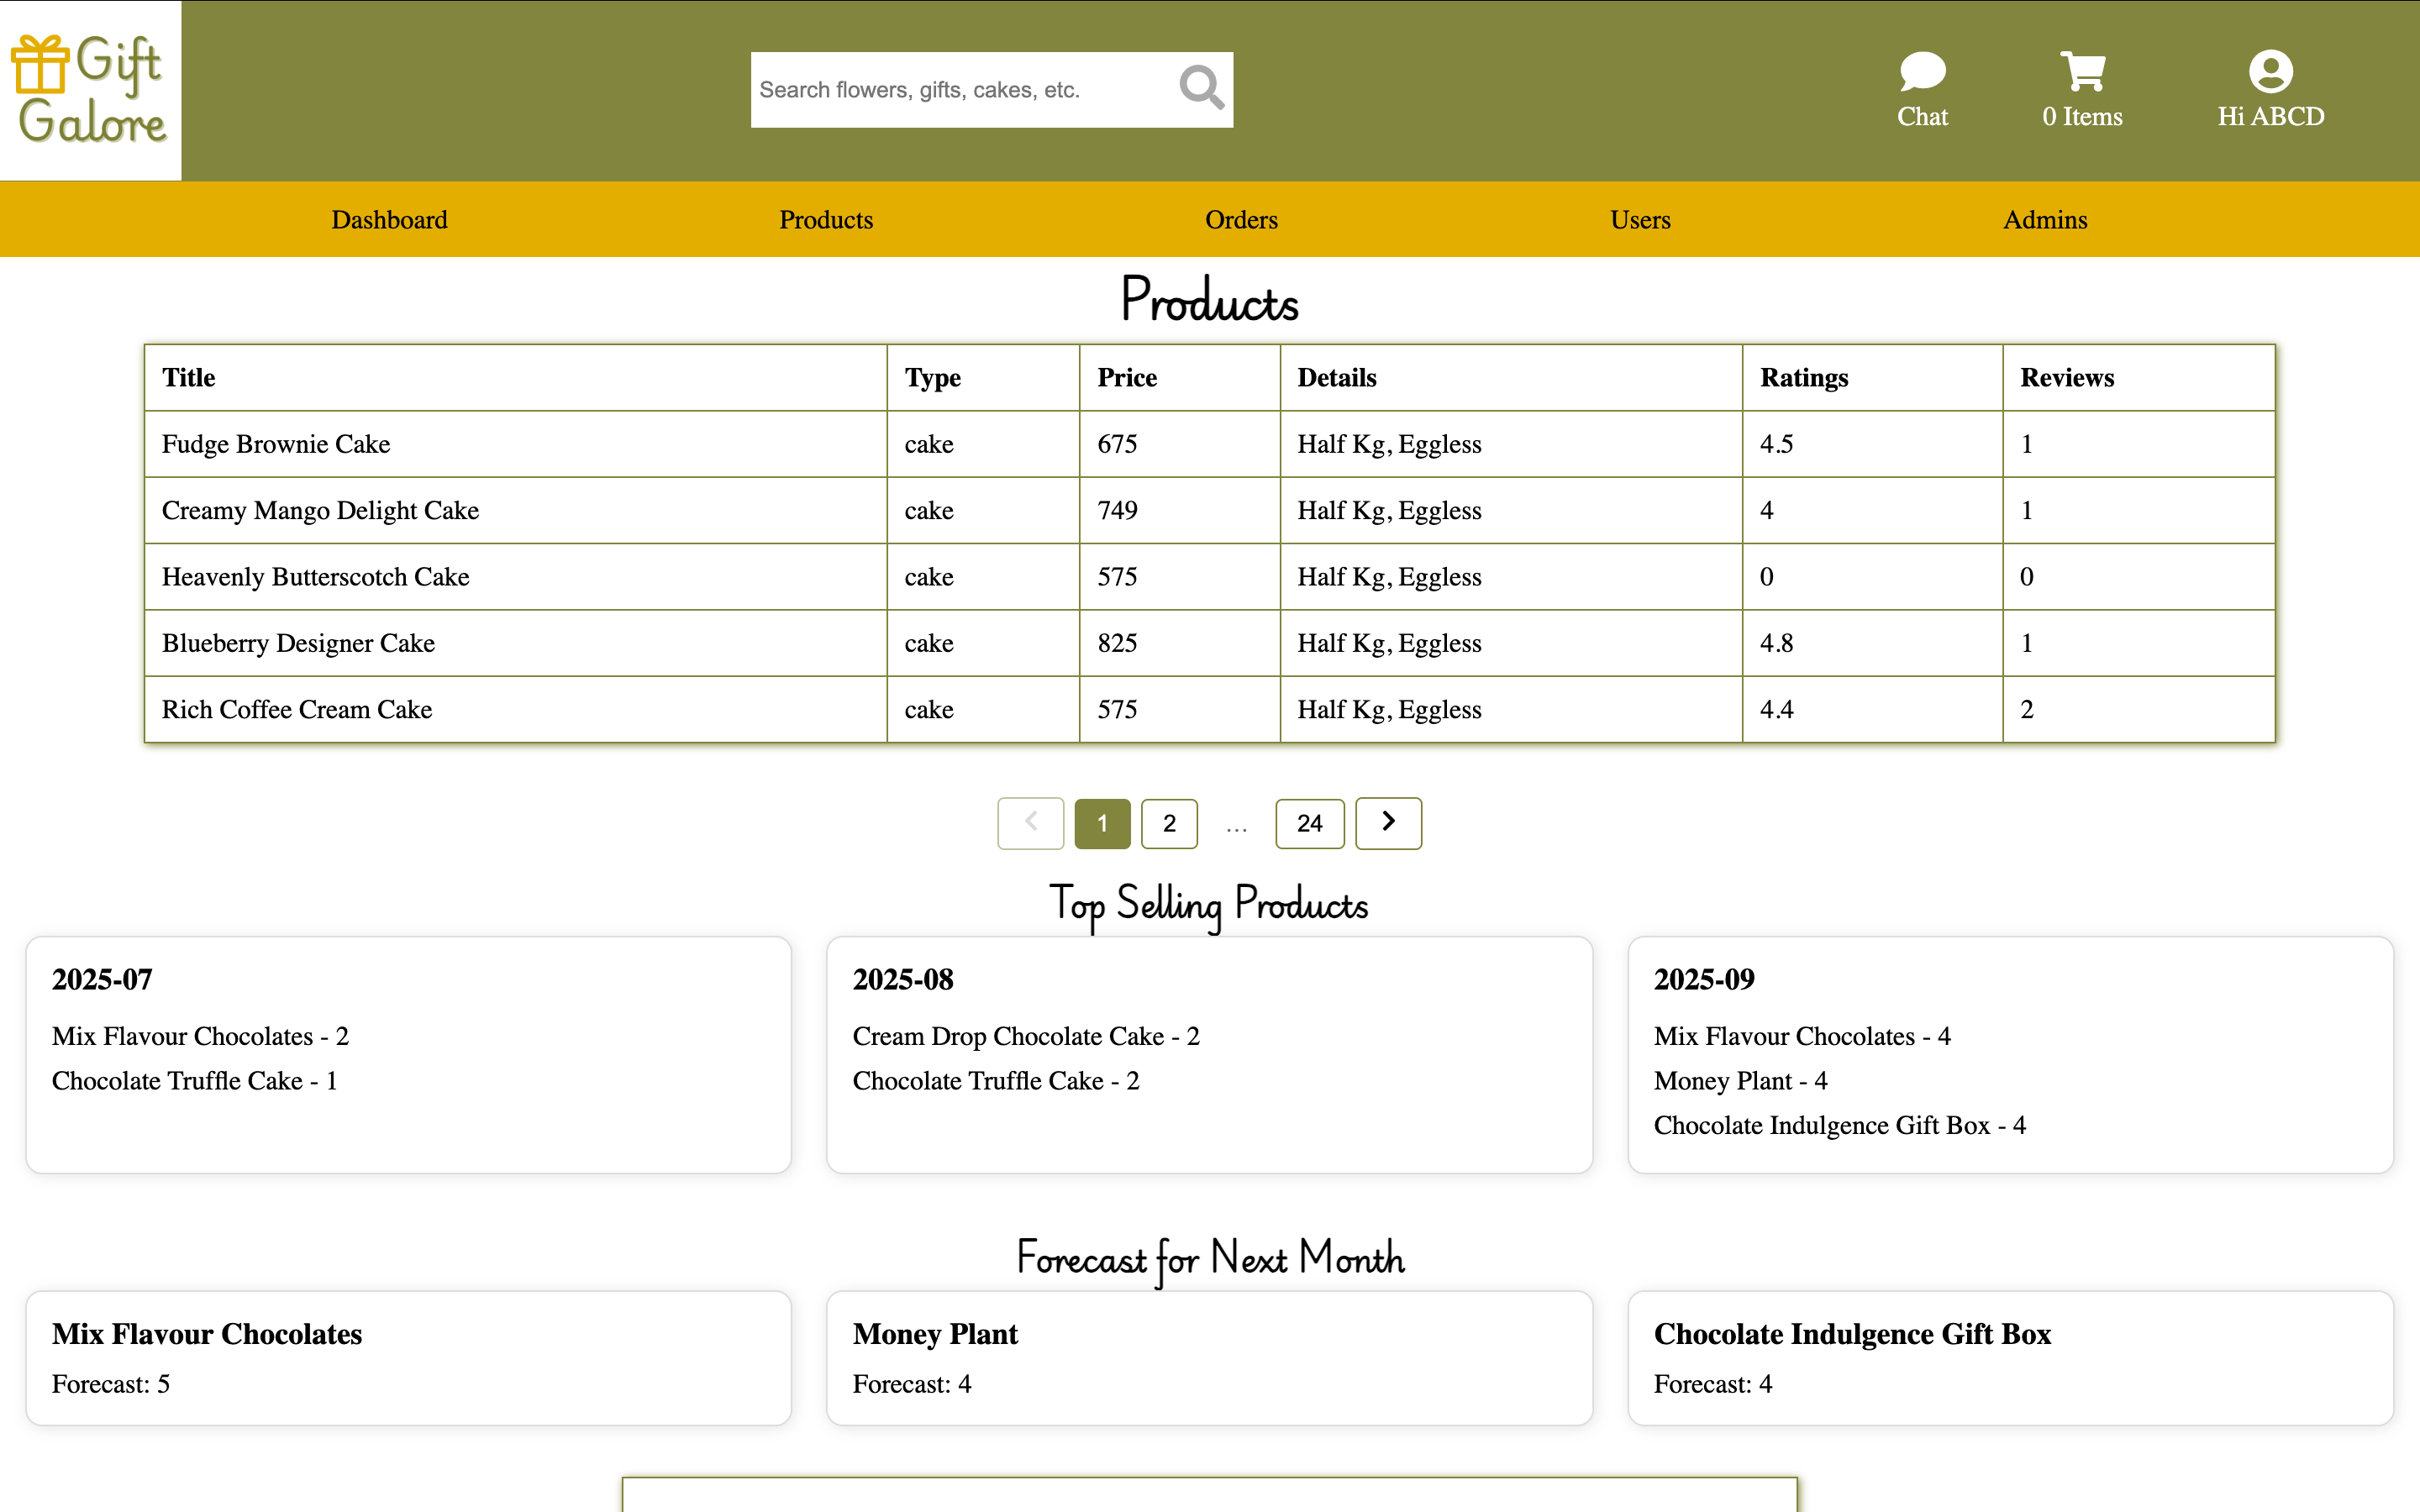 Gift
Galore
Search flowers, gifts, cakes, etc.
Chat
0 Items
Hi ABCD
Dashboard Products Orders Users Admins
Products
Title Type Price Details Ratings Reviews
Fudge Brownie Cake cake 675 Half Kg, Eggless 4.5 1
Creamy Mango Delight Cake cake 749 Half Kg, Eggless 4 1
Heavenly Butterscotch Cake cake 575 Half Kg, Eggless 0 0
Blueberry Designer Cake cake 825 Half Kg, Eggless 4.8 1
Rich Coffee Cream Cake cake 575 Half Kg, Eggless 4.4 2
1 2 ... 24
Top Selling Products
2025-07
Mix Flavour Chocolates - 2
Chocolate Truffle Cake - 1
2025-08
Cream Drop Chocolate Cake - 2
Chocolate Truffle Cake - 2
2025-09
Mix Flavour Chocolates - 4
Money Plant - 4
Chocolate Indulgence Gift Box - 4
Forecast for Next Month
Mix Flavour Chocolates
Forecast: 5
Money Plant
Forecast: 4
Chocolate Indulgence Gift Box
Forecast: 4